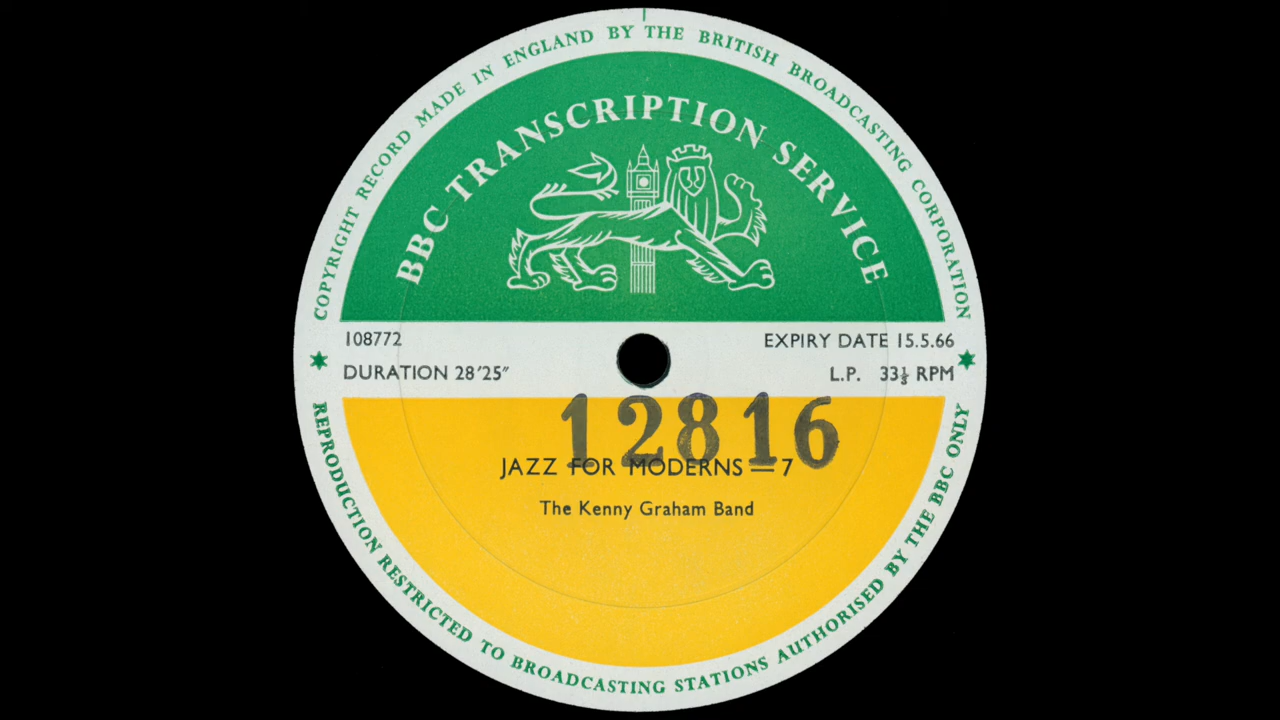 COPYRIGHT RECORD MADE IN ENGLAND BY THE BRITISH BROADCASTING CORPORATION
BBC TRANSCRIPTION SERVICE
108772
EXPIRY DATE 15.5.66
DURATION 28′25″
L.P. 33⅓ RPM
12816
JAZZ FOR MODERNS — 7
The Kenny Graham Band
REPRODUCTION RESTRICTED TO BROADCASTING STATIONS AUTHORISED BY THE BBC ONLY